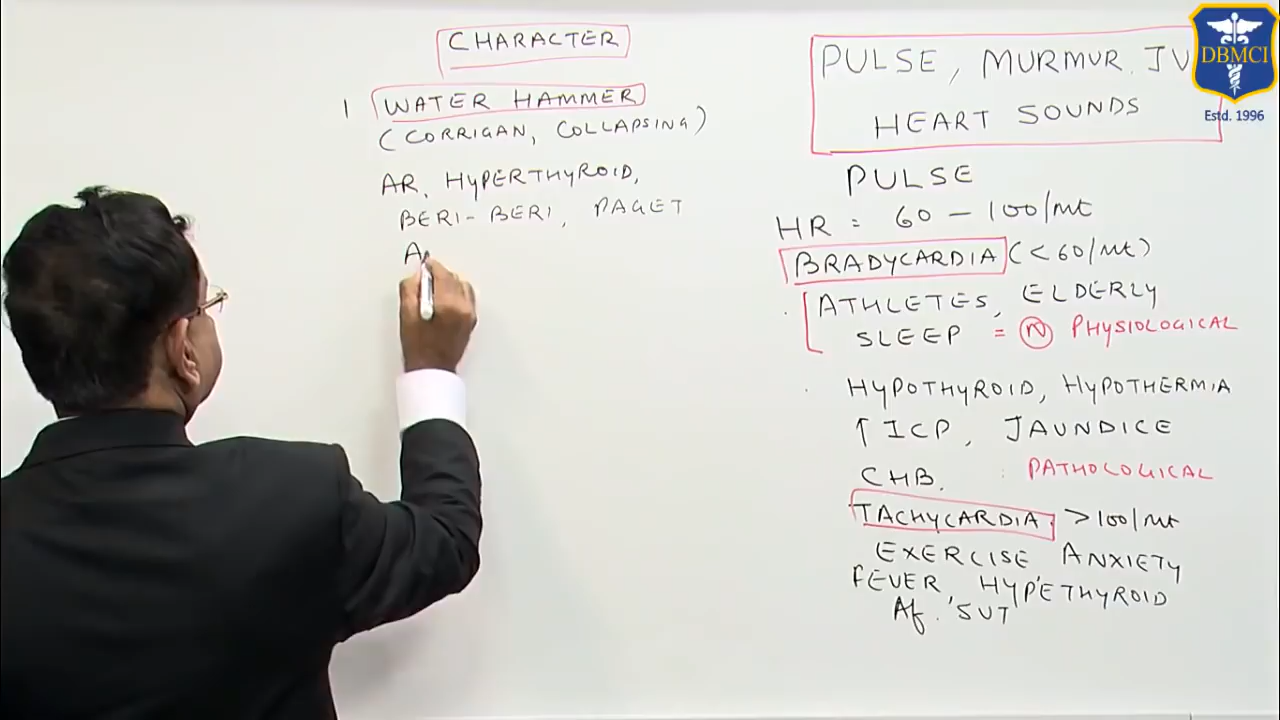 CHARACTER
1 WATER HAMMER
(CORRIGAN, COLLAPSING)
AR, HYPERTHYROID,
BERI-BERI, PAGET
A
PULSE, MURMUR, JV
HEART SOUNDS
PULSE
HR = 60 – 100/mt
BRADYCARDIA (< 60/mt)
ATHLETES, ELDERLY
SLEEP = N PHYSIOLOGICAL
HYPOTHYROID, HYPOTHERMIA
↑ ICP, JAUNDICE
CHB. : PATHOLOGICAL
TACHYCARDIA. >100/mt
EXERCISE ANXIETY
FEVER, HYPETHYROID
Af. SVT
DBMCI
Estd. 1996